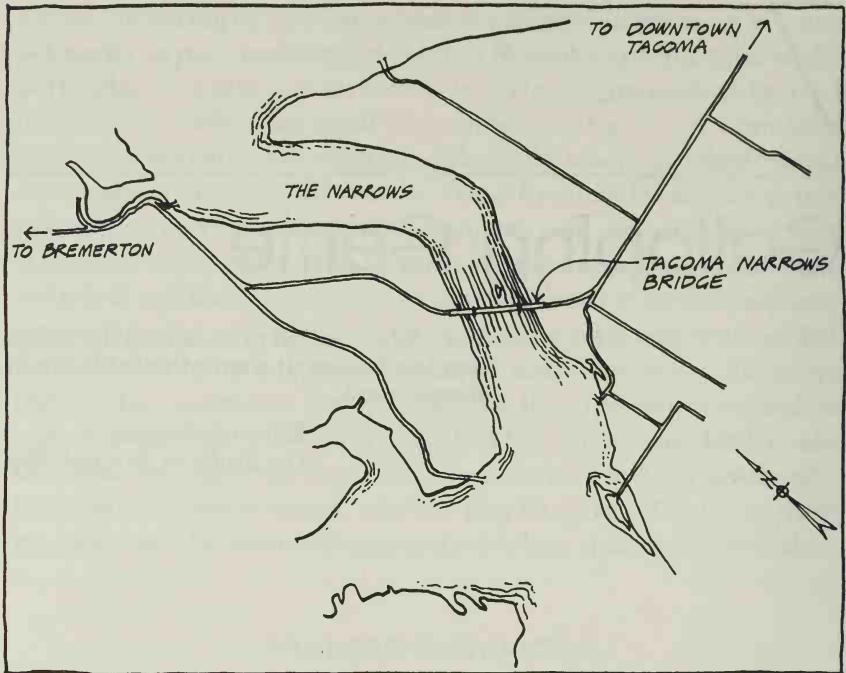 TO DOWNTOWN
TACOMA
THE NARROWS
TO BREMERTON
TACOMA NARROWS
BRIDGE
N